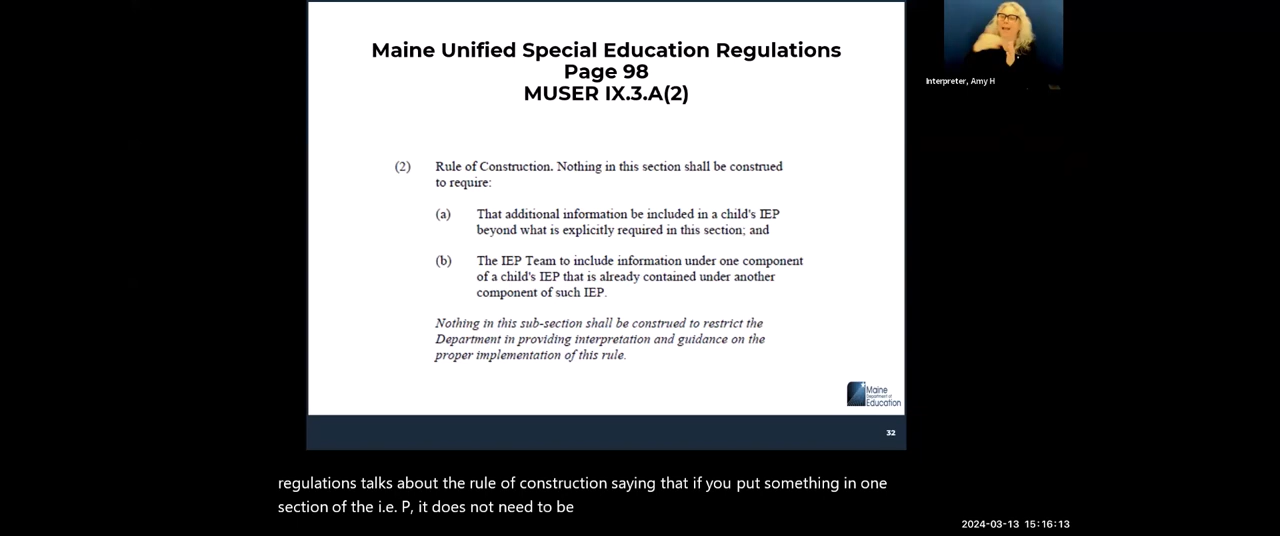 Maine Unified Special Education Regulations
Page 98
MUSER IX.3.A(2)
(2) Rule of Construction. Nothing in this section shall be construed
to require:
(a) That additional information be included in a child's IEP
beyond what is explicitly required in this section; and
(b) The IEP Team to include information under one component
of a child's IEP that is already contained under another
component of such IEP.
Nothing in this sub-section shall be construed to restrict the
Department in providing interpretation and guidance on the
proper implementation of this rule.
Maine
Department of
Education
32
Interpreter, Amy H
regulations talks about the rule of construction saying that if you put something in one
section of the i.e. P, it does not need to be
2024-03-13 15:16:13